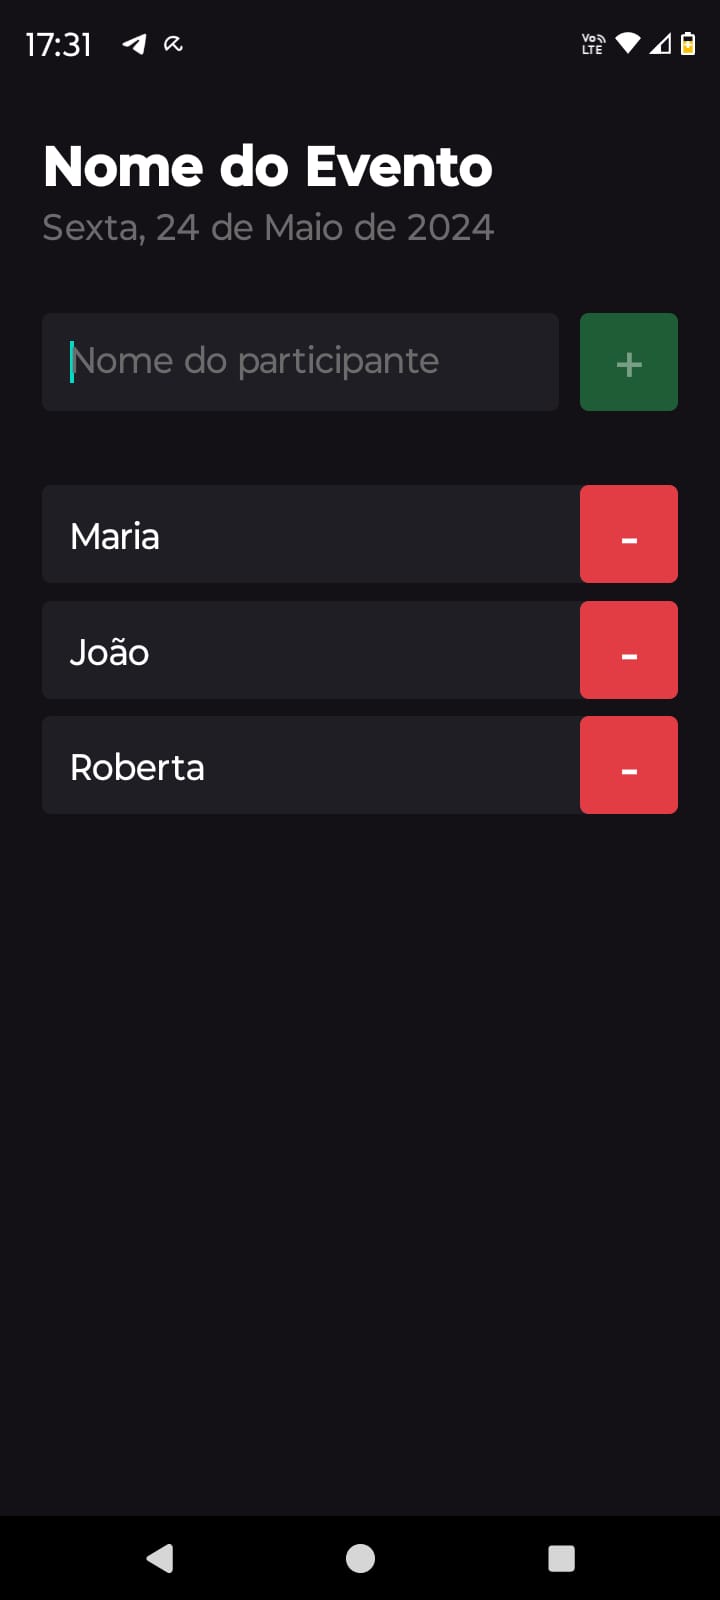 17:31
Vo LTE
Nome do Evento
Sexta, 24 de Maio de 2024
Nome do participante
+
Maria
-
João
-
Roberta
-